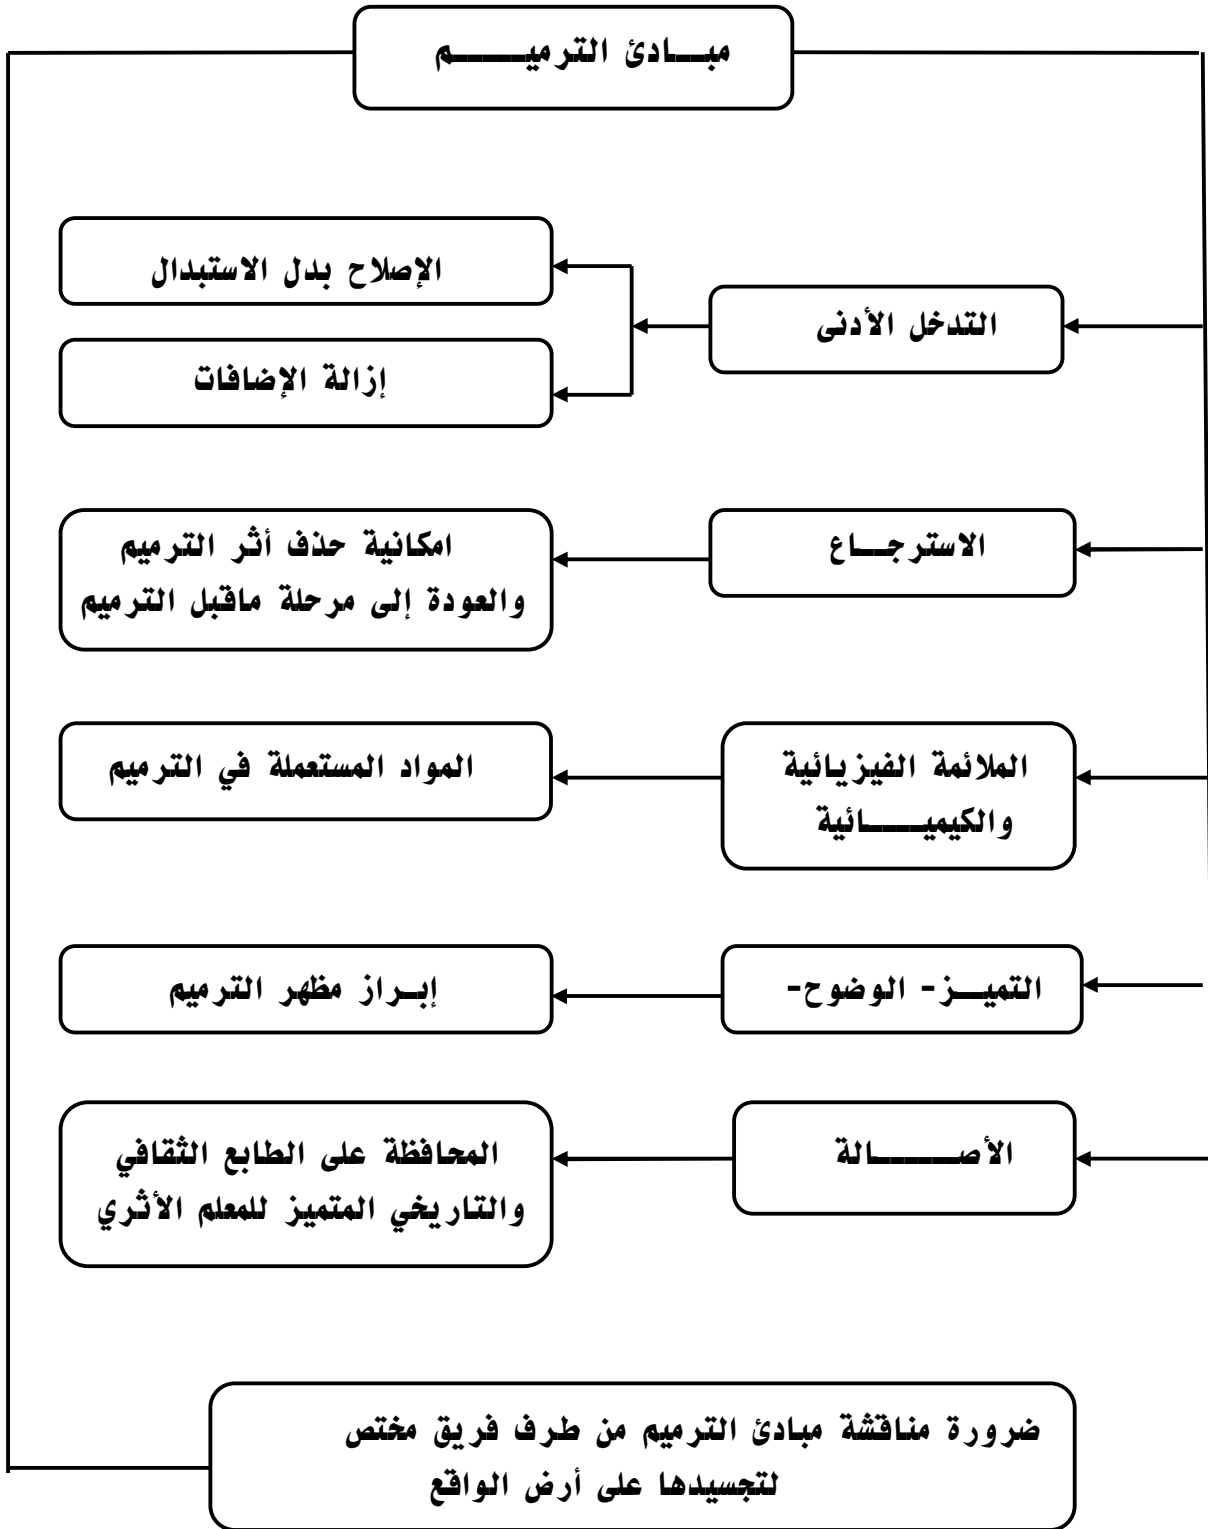 مبـــادئ الترميـــــم
الإصلاح بدل الاستبدال
التدخل الأدنى
إزالة الإضافات
الاسترجـــاع
امكانية حذف أثر الترميم
والعودة إلى مرحلة ماقبل الترميم
الملائمة الفيزيائية
والكيميـــــائية
المواد المستعملة في الترميم
التميـــز- الوضوح-
إبــراز مظهر الترميم
الأصـــــــالة
المحافظة على الطابع الثقافي
والتاريخي المتميز للمعلم الأثري
ضرورة مناقشة مبادئ الترميم من طرف فريق مختص
لتجسيدها على أرض الواقع